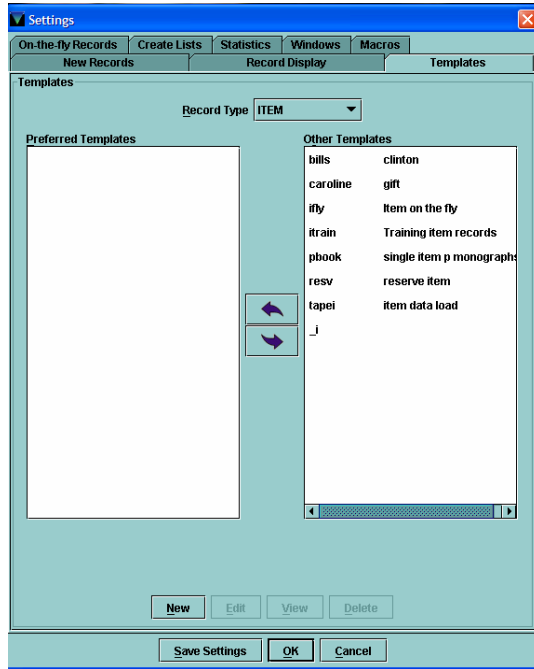 Settings
On-the-fly Records Create Lists Statistics Windows Macros
New Records Record Display Templates
Templates
Record Type ITEM
Preferred Templates Other Templates
bills clinton
caroline gift
ifly Item on the fly
itrain Training item records
pbook single item p monographs
resv reserve item
tapei item data load
_i
New Edit View Delete
Save Settings OK Cancel